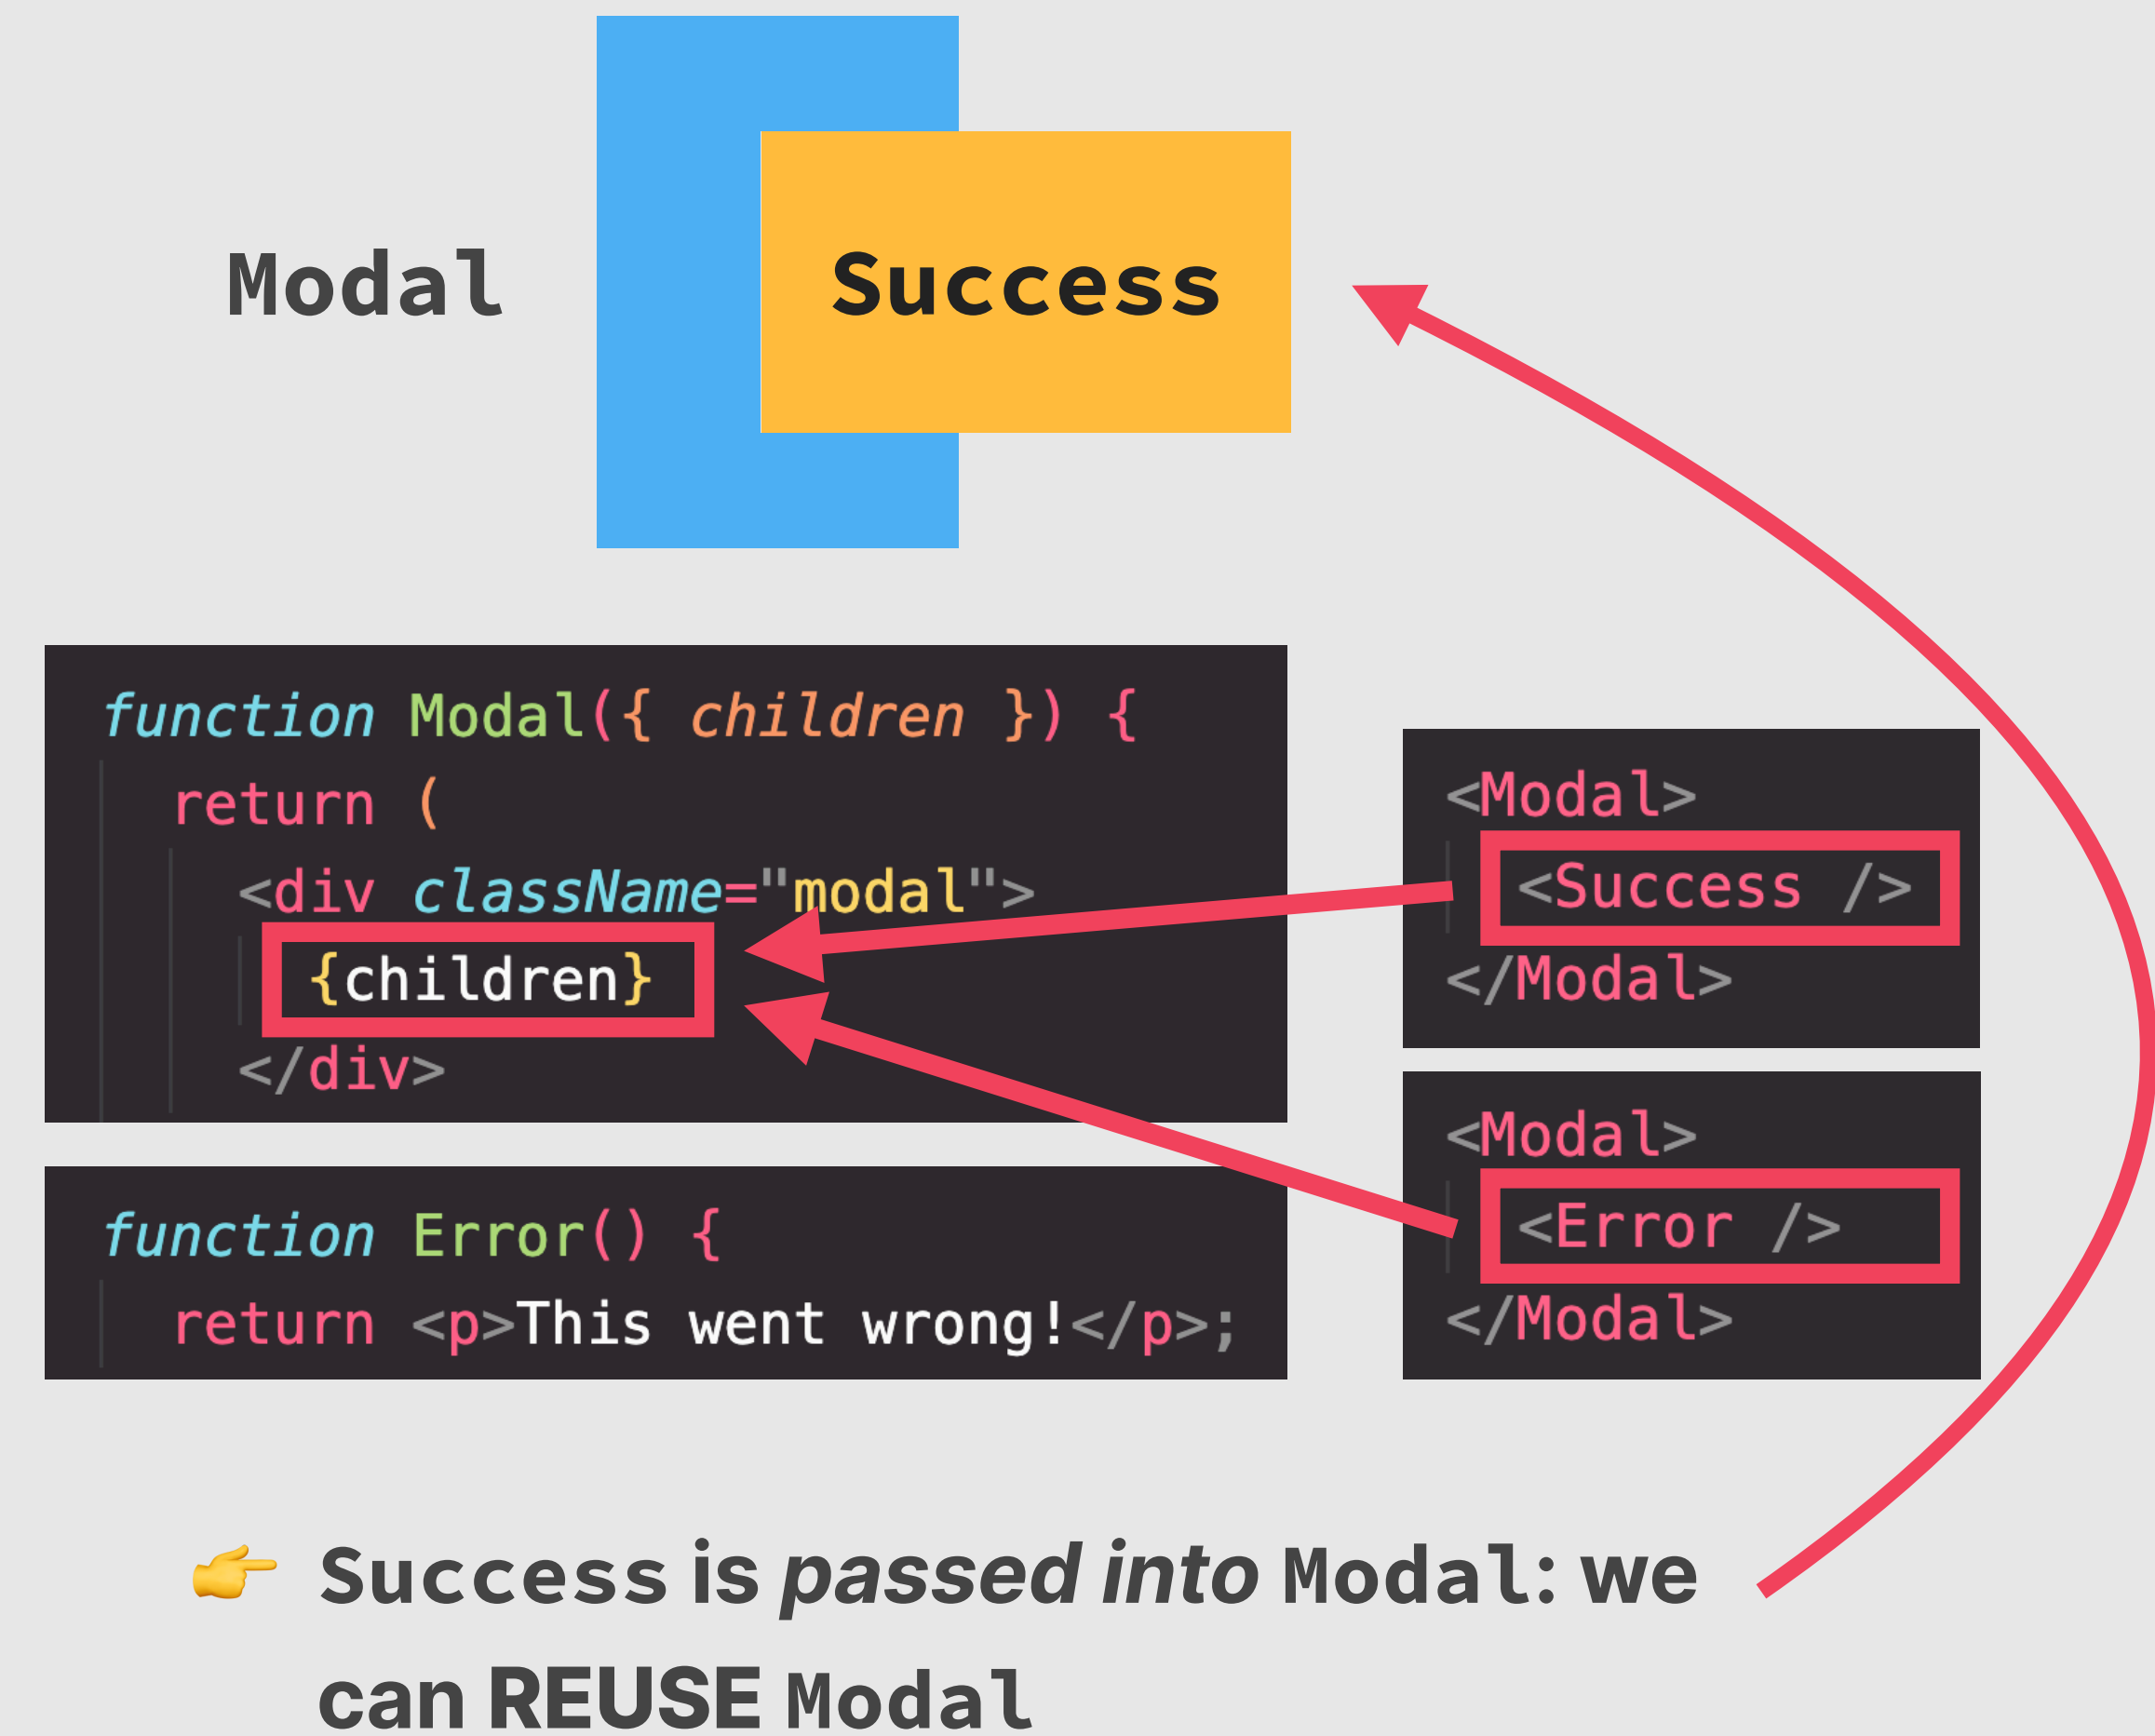 Modal
Success
function Modal({ children }) {
return (
<div className="modal">
{children}
</div>
function Error() {
return <p>This went wrong!</p>;
<Modal>
<Success />
</Modal>
<Modal>
<Error />
</Modal>
👉 Success is passed into Modal: we
can REUSE Modal